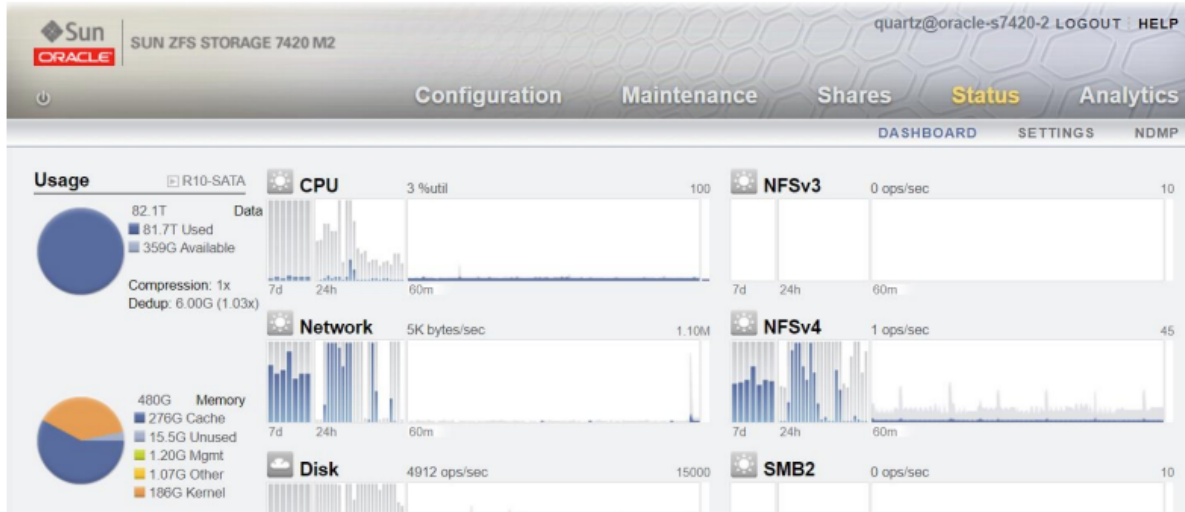 Sun
ORACLE
SUN ZFS STORAGE 7420 M2
quartz@oracle-s7420-2 LOGOUT HELP
Configuration Maintenance Shares Status Analytics
DASHBOARD SETTINGS NDMP
Usage R10-SATA
82.1T Data
81.7T Used
359G Available
Compression: 1x
Dedup: 6.00G (1.03x)
480G Memory
276G Cache
15.5G Unused
1.20G Mgmt
1.07G Other
186G Kernel
CPU 3 %util 100
7d 24h 60m
Network 5K bytes/sec 1.10M
7d 24h 60m
Disk 4912 ops/sec 15000
NFSv3 0 ops/sec 10
7d 24h 60m
NFSv4 1 ops/sec 45
7d 24h 60m
SMB2 0 ops/sec 10